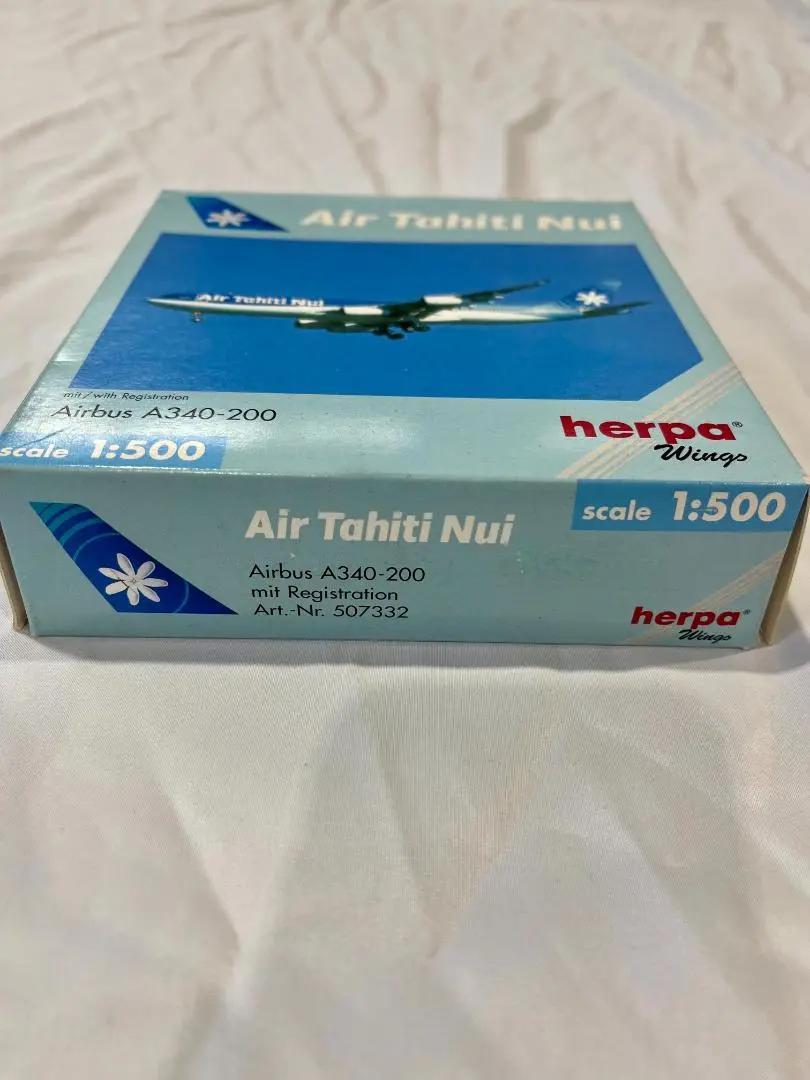 Air Tahiti Nui
Air Tahiti Nui
mit / with Registration
Airbus A340-200
scale 1:500
herpa®
Wings
Air Tahiti Nui
scale 1:500
Airbus A340-200
mit Registration
Art.-Nr. 507332
herpa®
Wings